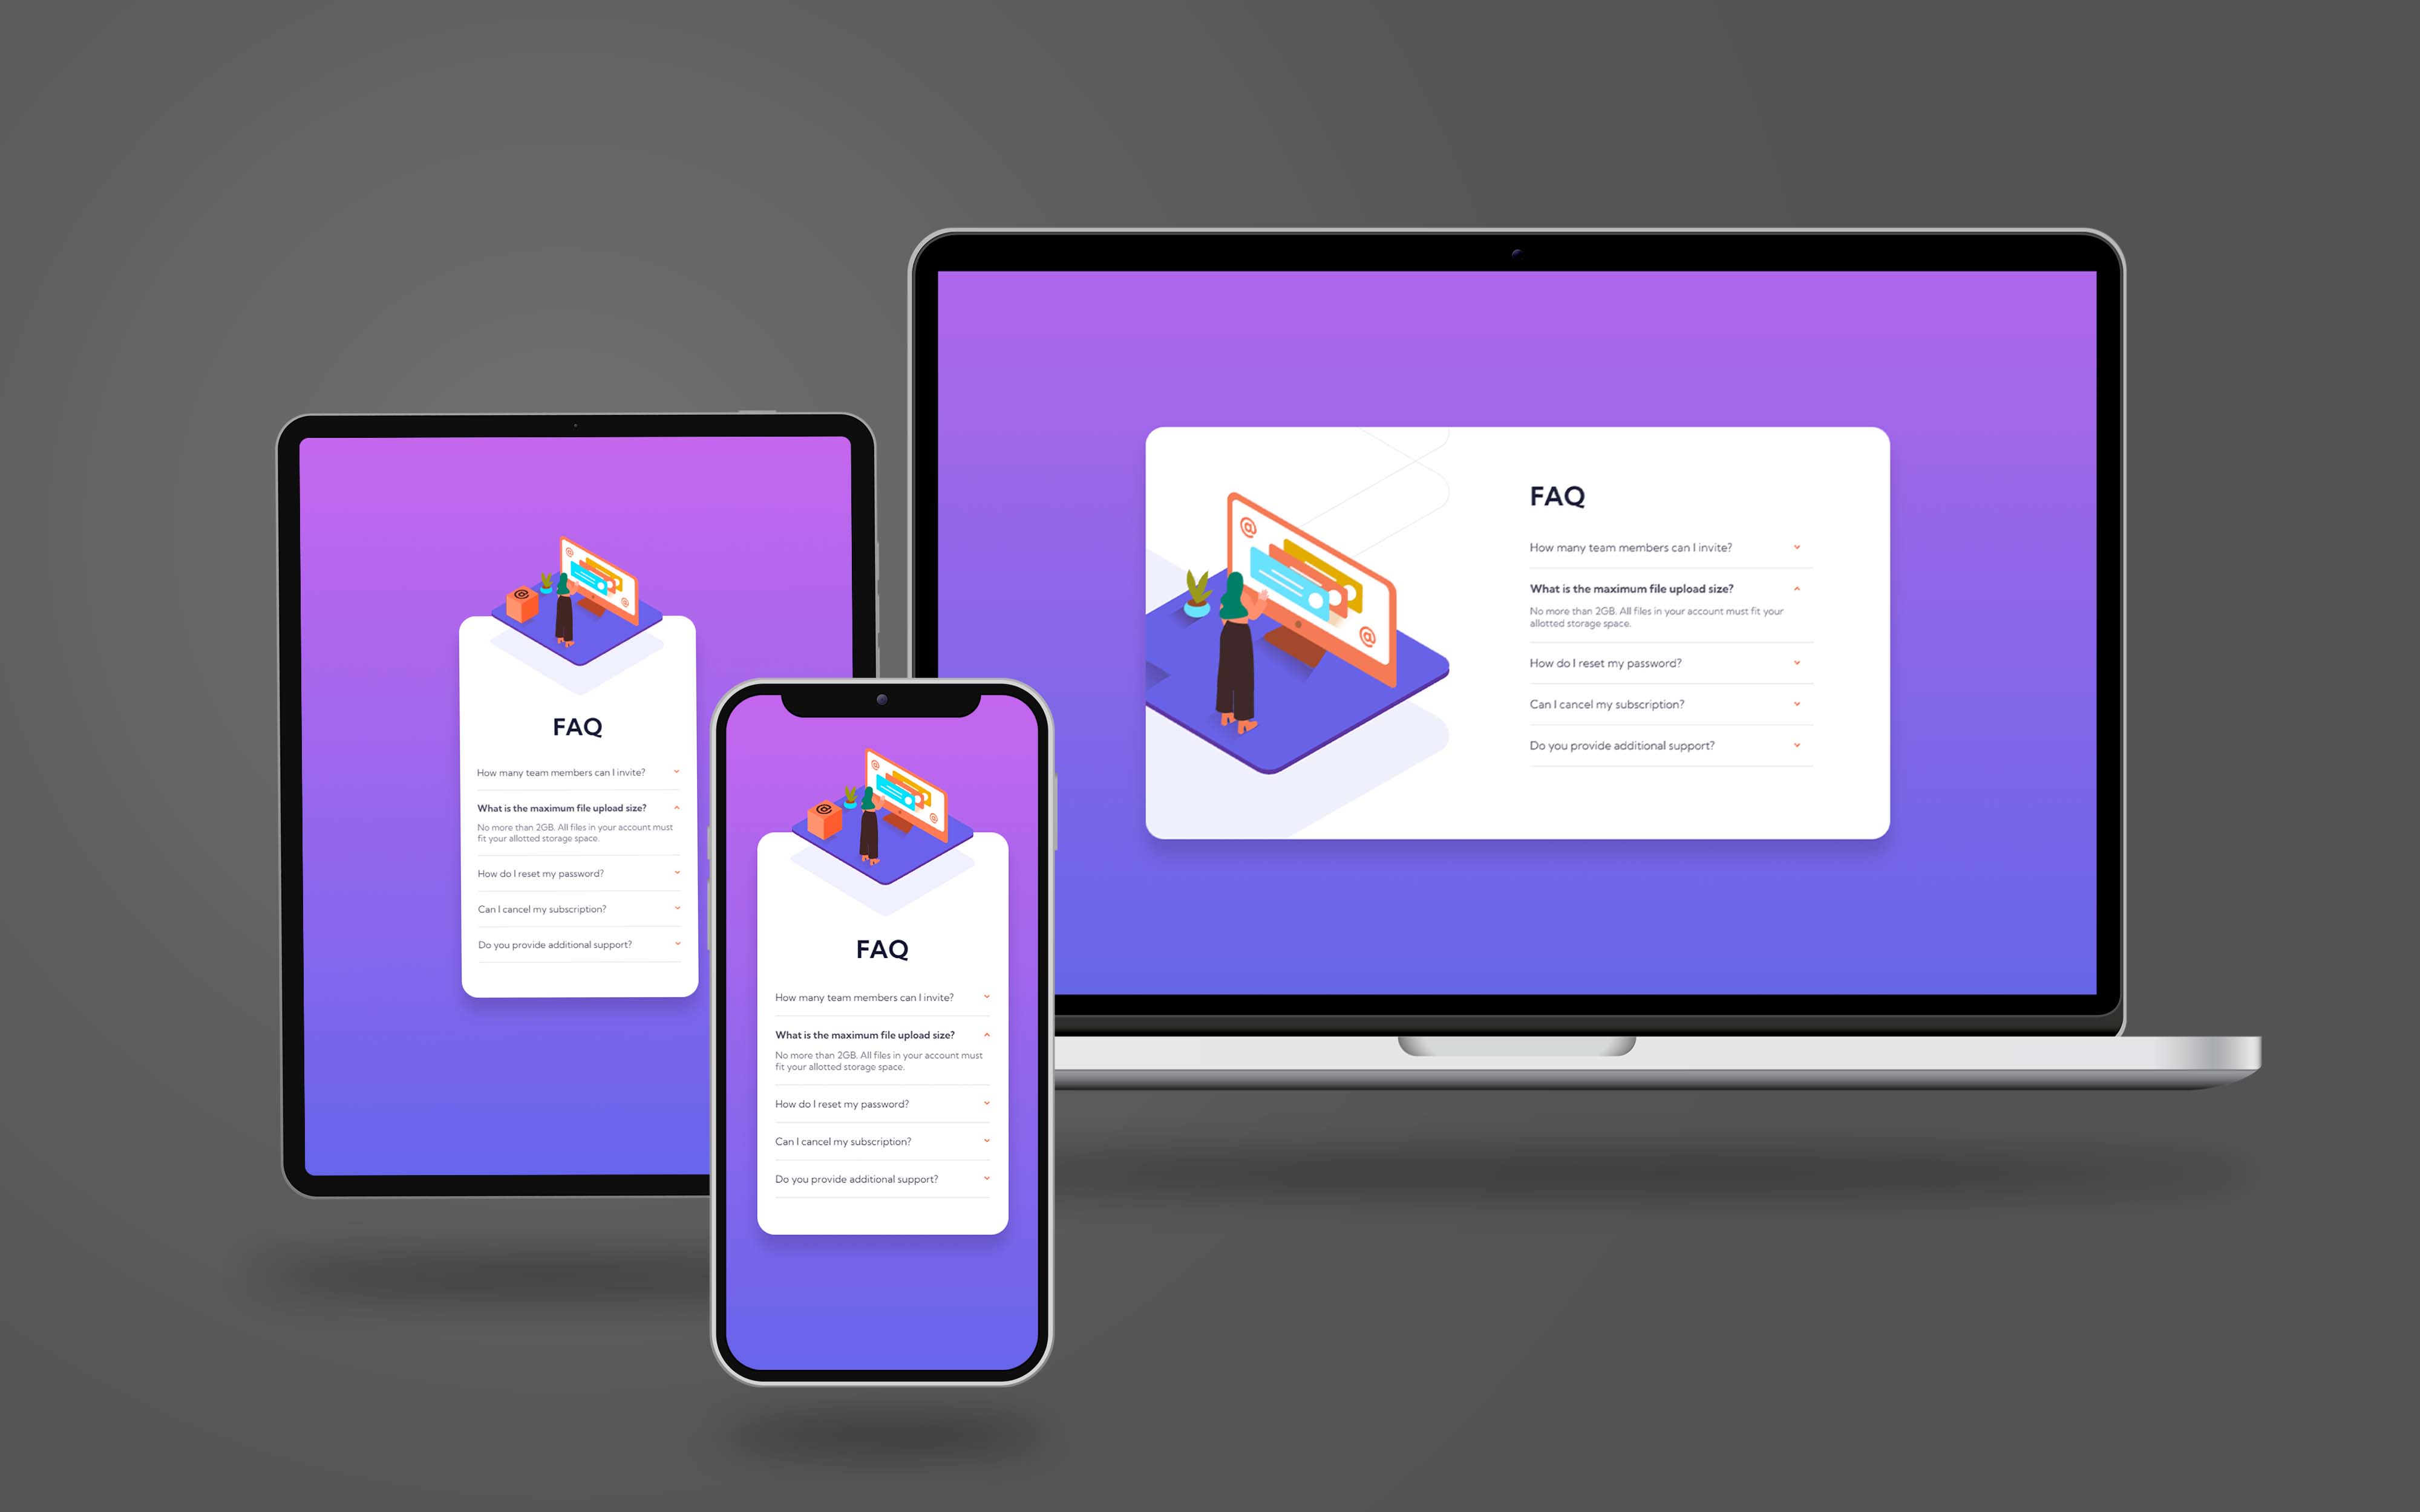 FAQ
How many team members can I invite?
What is the maximum file upload size?
No more than 2GB. All files in your account must
fit your allotted storage space.
How do I reset my password?
Can I cancel my subscription?
Do you provide additional support?
@
FAQ
How many team members can I invite?
What is the maximum file upload size?
No more than 2GB. All files in your account must
fit your allotted storage space.
How do I reset my password?
Can I cancel my subscription?
Do you provide additional support?
@
@
@
@
FAQ
How many team members can I invite?
What is the maximum file upload size?
No more than 2GB. All files in your account must fit your
allotted storage space.
How do I reset my password?
Can I cancel my subscription?
Do you provide additional support?
@
@
@